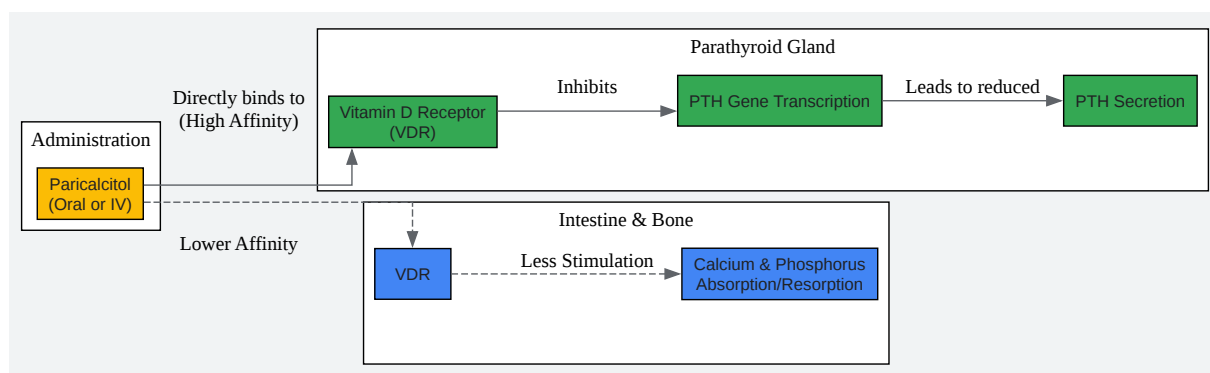 Parathyroid Gland
Directly binds to
(High Affinity)
Vitamin D Receptor
(VDR)
Inhibits
PTH Gene Transcription
Leads to reduced
PTH Secretion
Administration
Paricalcitol
(Oral or IV)
Lower Affinity
Intestine & Bone
VDR
Less Stimulation
Calcium & Phosphorus
Absorption/Resorption